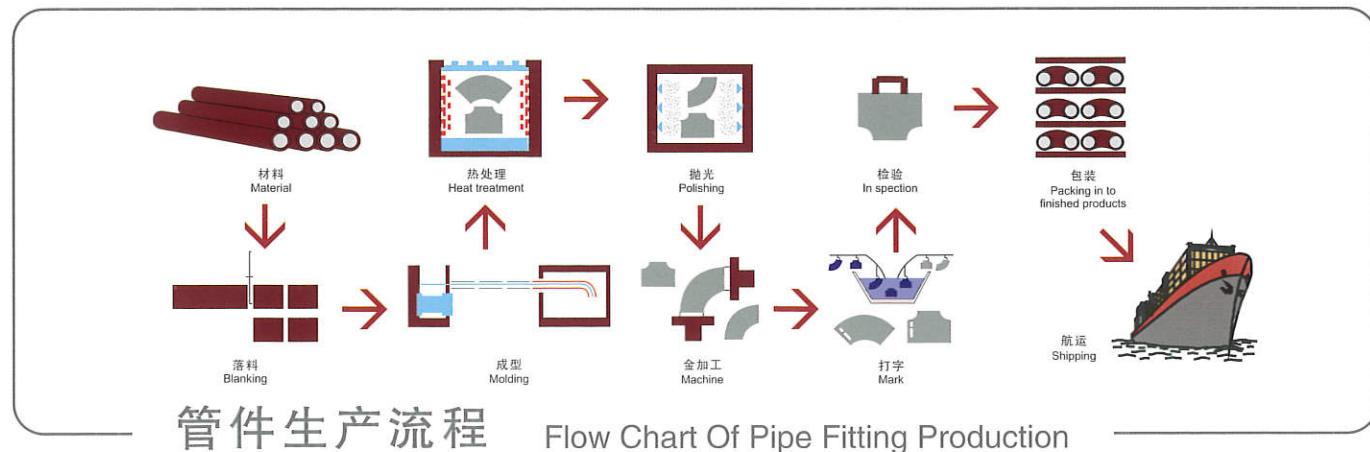 材料
Material
热处理
Heat treatment
抛光
Polishing
检验
In spection
包装
Packing in to
finished products
落料
Blanking
成型
Molding
金加工
Machine
打字
Mark
航运
Shipping
管件生产流程
Flow Chart Of Pipe Fitting Production